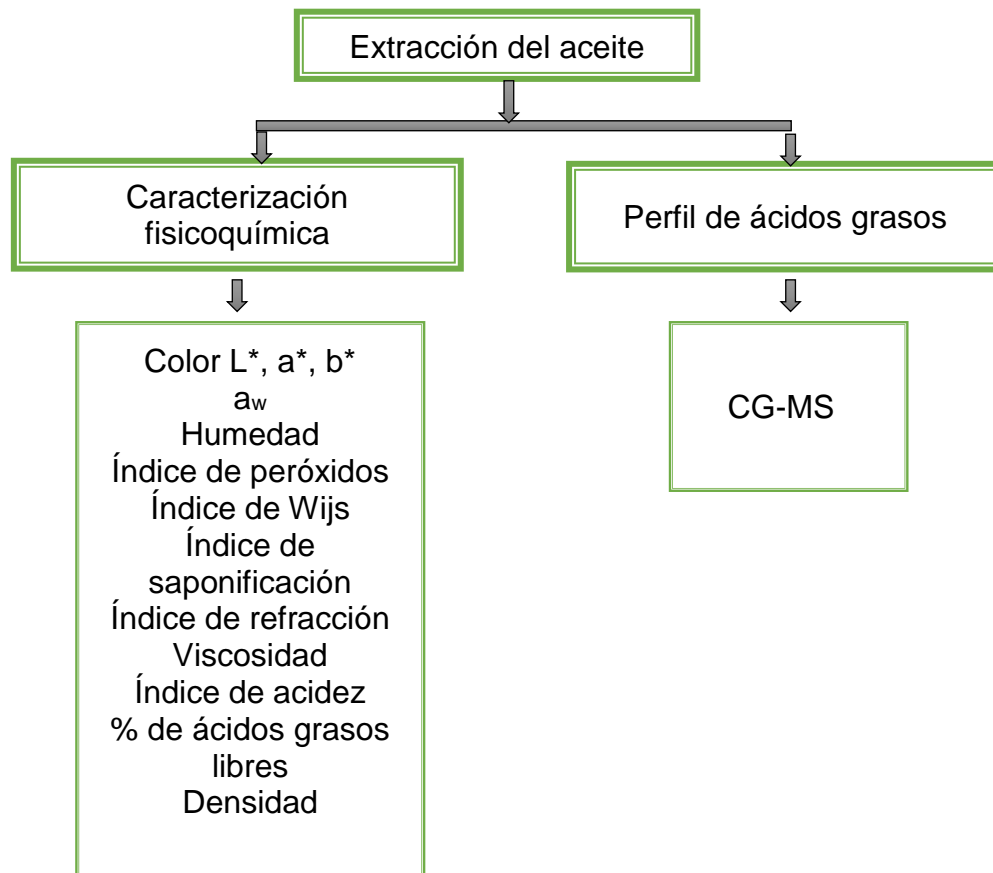 Extracción del aceite
Caracterización
fisicoquímica
Perfil de ácidos grasos
Color L*, a*, b*
aw
Humedad
Índice de peróxidos
Índice de Wijs
Índice de
saponificación
Índice de refracción
Viscosidad
Índice de acidez
% de ácidos grasos
libres
Densidad
CG-MS